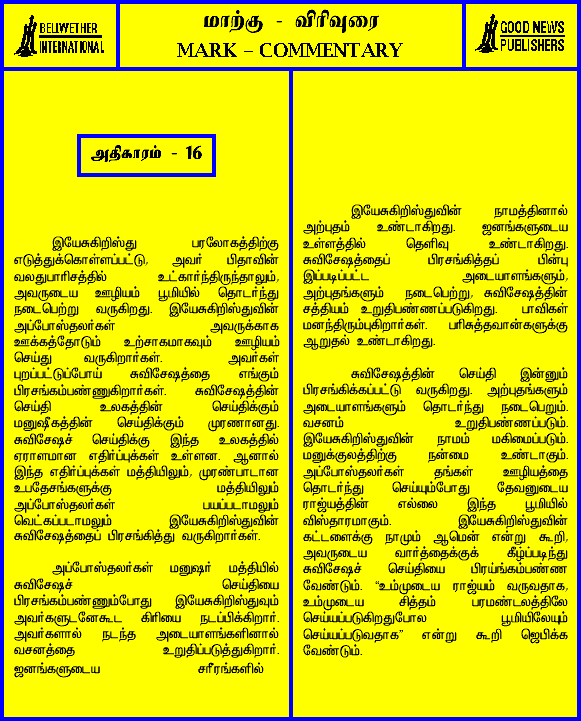 BELLWETHER
INTERNATIONAL
மாற்கு - விரிவுரை
MARK – COMMENTARY
GOOD NEWS
PUBLISHERS
அதிகாரம் - 16
இயேசுகிறிஸ்து பரலோகத்திற்கு
எடுத்துக்கொள்ளப்பட்டு, அவர் பிதாவின்
வலதுபாரிசத்தில் உட்கார்ந்திருந்தாலும்,
அவருடைய ஊழியம் பூமியில் தொடர்ந்து
நடைபெற்று வருகிறது. இயேசுகிறிஸ்துவின்
அப்போஸ்தலர்கள் அவருக்காக
ஊக்கத்தோடும் உற்சாகமாகவும் ஊழியம்
செய்து வருகிறார்கள். அவர்கள்
புறப்பட்டுப்போய் சுவிசேஷத்தை எங்கும்
பிரசங்கம்பண்ணுகிறார்கள். சுவிசேஷத்தின்
செய்தி உலகத்தின் செய்திக்கும்
மனுஷீகத்தின் செய்திக்கும் முரணானது.
சுவிசேஷச் செய்திக்கு இந்த உலகத்தில்
ஏராளமான எதிர்ப்புக்கள் உள்ளன. ஆனால்
இந்த எதிர்ப்புக்கள் மத்தியிலும், முரண்பாடான
உபதேசங்களுக்கு மத்தியிலும்
அப்போஸ்தலர்கள் பயப்படாமலும்
வெட்கப்படாமலும் இயேசுகிறிஸ்துவின்
சுவிசேஷத்தைப் பிரசங்கித்து வருகிறார்கள்.
அப்போஸ்தலர்கள் மனுஷர் மத்தியில்
சுவிசேஷச் செய்தியை
பிரசங்கம்பண்ணும்போது இயேசுகிறிஸ்துவும்
அவர்களுடனேகூட கிரியை நடப்பிக்கிறார்.
அவர்களால் நடந்த அடையாளங்களினால்
வசனத்தை உறுதிப்படுத்துகிறார்.
ஜனங்களுடைய சரீரங்களில்
இயேசுகிறிஸ்துவின் நாமத்தினால்
அற்புதம் உண்டாகிறது. ஜனங்களுடைய
உள்ளத்தில் தெளிவு உண்டாகிறது.
சுவிசேஷத்தைப் பிரசங்கித்தப் பின்பு
இப்படிப்பட்ட அடையாளங்களும்,
அற்புதங்களும் நடைபெற்று, சுவிசேஷத்தின்
சத்தியம் உறுதிபண்ணப்படுகிறது. பாவிகள்
மனந்திரும்புகிறார்கள். பரிசுத்தவான்களுக்கு
ஆறுதல் உண்டாகிறது.
சுவிசேஷத்தின் செய்தி இன்னும்
பிரசங்கிக்கப்பட்டு வருகிறது. அற்புதங்களும்
அடையாளங்களும் தொடர்ந்து நடைபெறும்.
வசனம் உறுதிபண்ணப்படும்.
இயேசுகிறிஸ்துவின் நாமம் மகிமைப்படும்.
மனுக்குலத்திற்கு நன்மை உண்டாகும்.
அப்போஸ்தலர்கள் தங்கள் ஊழியத்தை
தொடர்ந்து செய்யும்போது தேவனுடைய
ராஜ்யத்தின் எல்லை இந்த பூமியில்
விஸ்தாரமாகும். இயேசுகிறிஸ்துவின்
கட்டளைக்கு நாமும் ஆமென் என்று கூறி,
அவருடைய வார்த்தைக்குக் கீழ்ப்படிந்து
சுவிசேஷச் செய்தியை பிரயங்கம்பண்ண
வேண்டும். “உம்முடைய ராஜ்யம் வருவதாக,
உம்முடைய சித்தம் பரமண்டலத்திலே
செய்யப்படுகிறதுபோல பூமியிலேயும்
செய்யப்படுவதாக” என்று கூறி ஜெபிக்க
வேண்டும்.